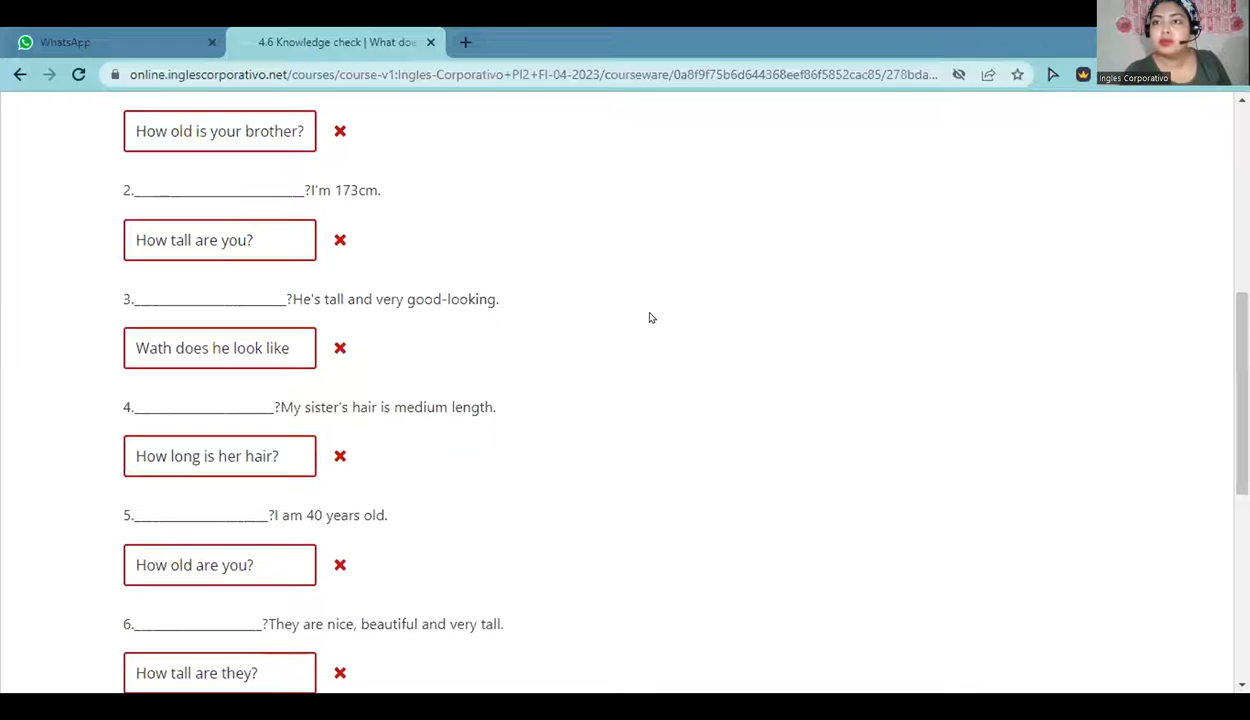 WhatsApp
4.6 Knowledge check | What doe
online.inglescorporativo.net/courses/course-v1:Ingles-Corporativo+PI2+FI-04-2023/courseware/0a8f9f75b6d644368eef86f5852cac85/278bda...
Ingles Corporativo
How old is your brother?
2._______________________?I'm 173cm.
How tall are you?
3.____________________?He's tall and very good-looking.
Wath does he look like
4.___________________?My sister's hair is medium length.
How long is her hair?
5.__________________?I am 40 years old.
How old are you?
6._________________?They are nice, beautiful and very tall.
How tall are they?